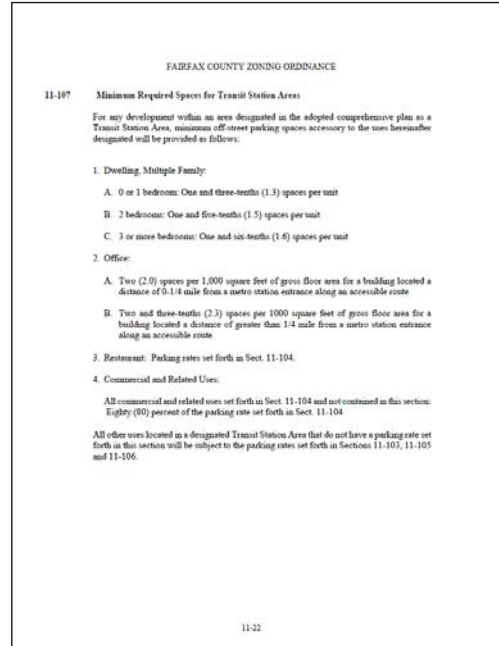 FAIRFAX COUNTY ZONING ORDINANCE
11-107 Minimum Required Spaces for Transit Station Areas
For any development within an area designated in the adopted comprehensive plan as a
Transit Station Area, minimum off-street parking spaces accessory to the uses hereinafter
designated will be provided as follows:
1. Dwelling, Multiple Family:
A. 0 or 1 bedroom: One and three-tenths (1.3) spaces per unit
B. 2 bedrooms: One and five-tenths (1.5) spaces per unit
C. 3 or more bedrooms: One and six-tenths (1.6) spaces per unit
2. Office:
A. Two (2.0) spaces per 1,000 square feet of gross floor area for a building located a
distance of 0-1/4 mile from a metro station entrance along an accessible route
B. Two and three-tenths (2.3) spaces per 1000 square feet of gross floor area for a
building located a distance of greater than 1/4 mile from a metro station entrance
along an accessible route
3. Restaurant: Parking rates set forth in Sect. 11-104.
4. Commercial and Related Uses:
All commercial and related uses set forth in Sect. 11-104 and not contained in this section:
Eighty (80) percent of the parking rate set forth in Sect. 11-104
All other uses located in a designated Transit Station Area that do not have a parking rate set
forth in this section will be subject to the parking rates set forth in Sections 11-103, 11-105
and 11-106.
11-22